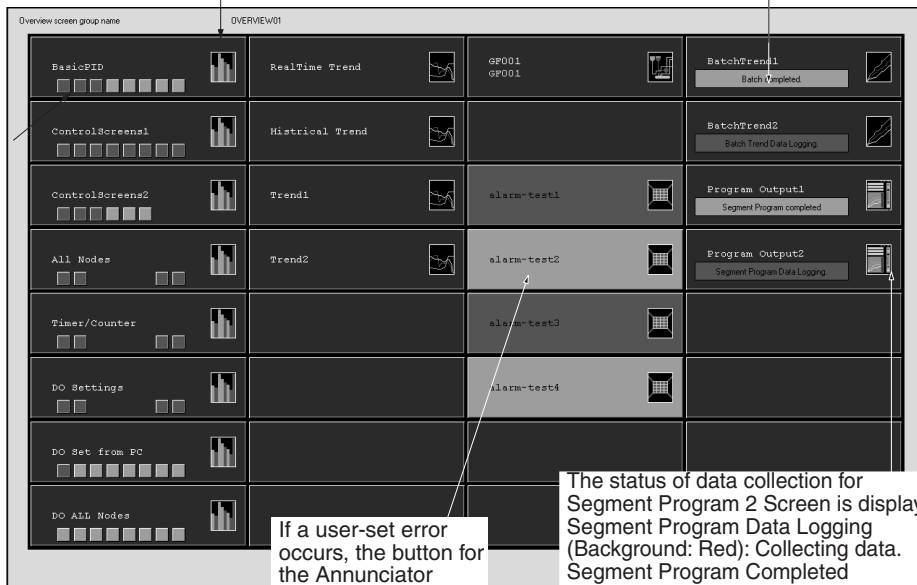 Overview screen group name
OVERVIEW01
BasicPID
RealTime Trend
GF001
GF001
BatchTrend1
Batch completed.
ControlScreens1
Histrical Trend
BatchTrend2
Batch Trend Data Logging.
ControlScreens2
Trend1
alarm-test1
Program Output1
Segment Program completed
All Nodes
Trend2
alarm-test2
Program Output2
Segment Program Data Logging.
Timer/Counter
alarm-test3
DO Settings
alarm-test4
DO Set from PC
DO ALL Nodes
If a user-set error
occurs, the button for
the Annunciator
The status of data collection for
Segment Program 2 Screen is display
Segment Program Data Logging
(Background: Red): Collecting data.
Segment Program Completed